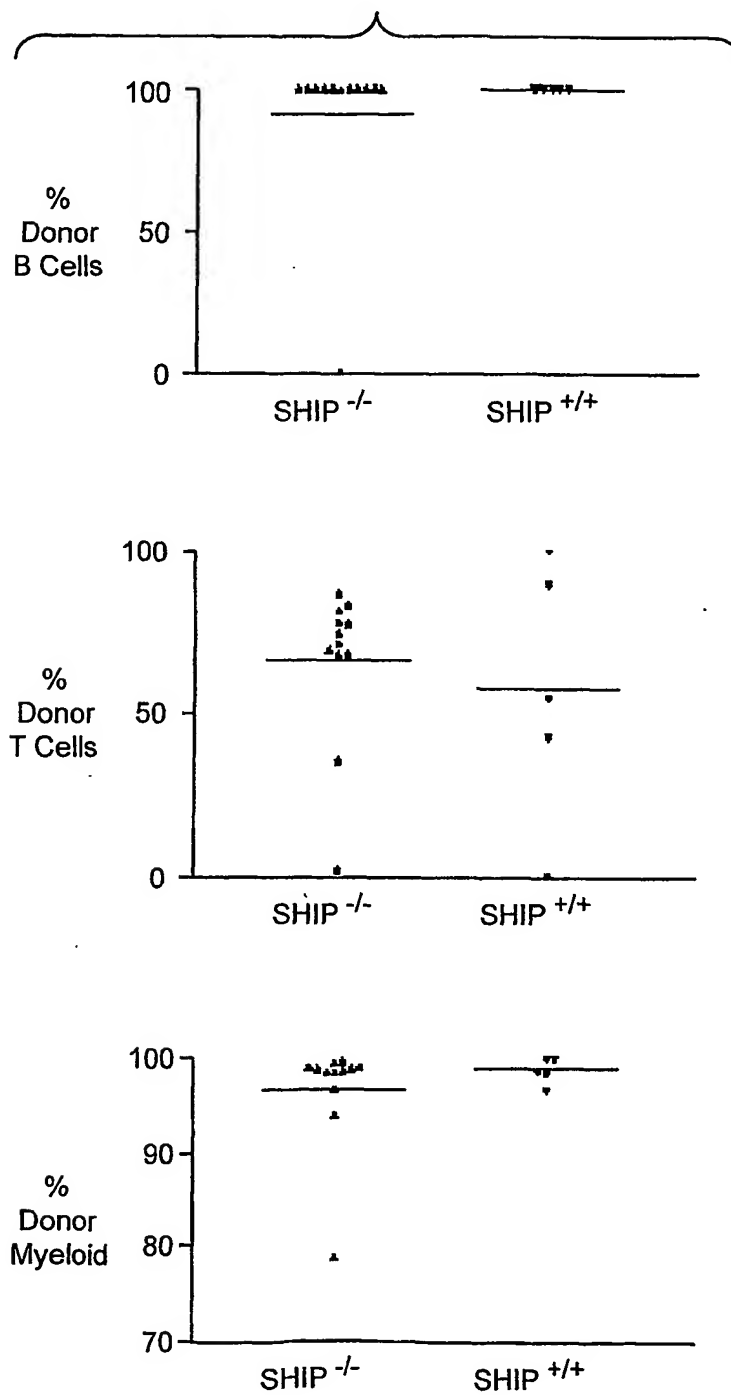 100
%
Donor
B Cells
50
0
SHIP -/-
SHIP +/+
100
%
Donor
T Cells
50
0
SHIP -/-
SHIP +/+
100
90
%
Donor
Myeloid
80
70
SHIP -/-
SHIP +/+